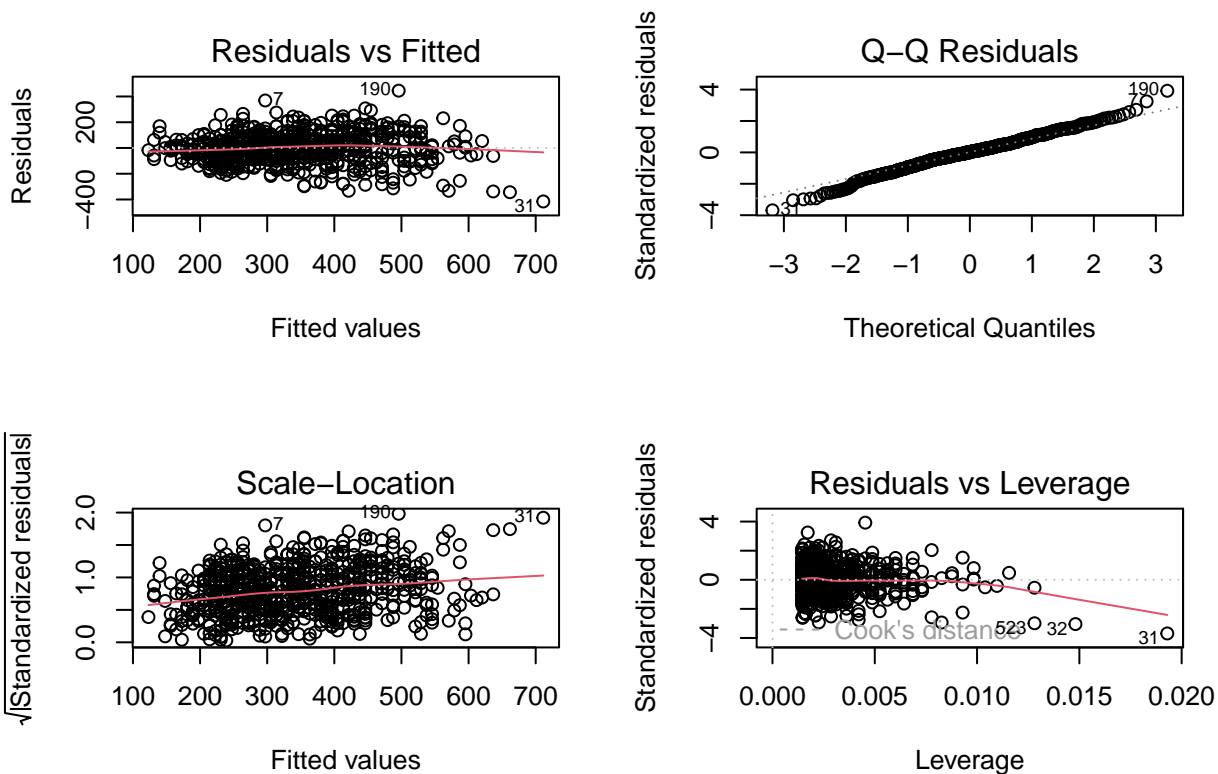 Residuals vs Fitted
Residuals
200
−400
7
190
31
100 200 300 400 500 600 700
Fitted values
Q−Q Residuals
Standardized residuals
4
0
−4
190
31
−3 −2 −1 0 1 2 3
Theoretical Quantiles
Scale−Location
√|Standardized residuals|
2.0
1.0
0.0
7
190
31
100 200 300 400 500 600 700
Fitted values
Residuals vs Leverage
Standardized residuals
4
0
−4
Cook's distance
523
32
31
0.000 0.005 0.010 0.015 0.020
Leverage